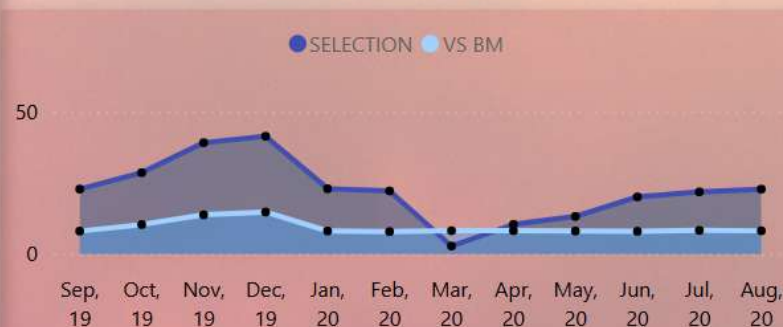 SELECTION VS BM
50
0
Sep, Oct, Nov, Dec, Jan, Feb, Mar, Apr, May, Jun, Jul, Aug,
19 19 19 19 20 20 20 20 20 20 20 20